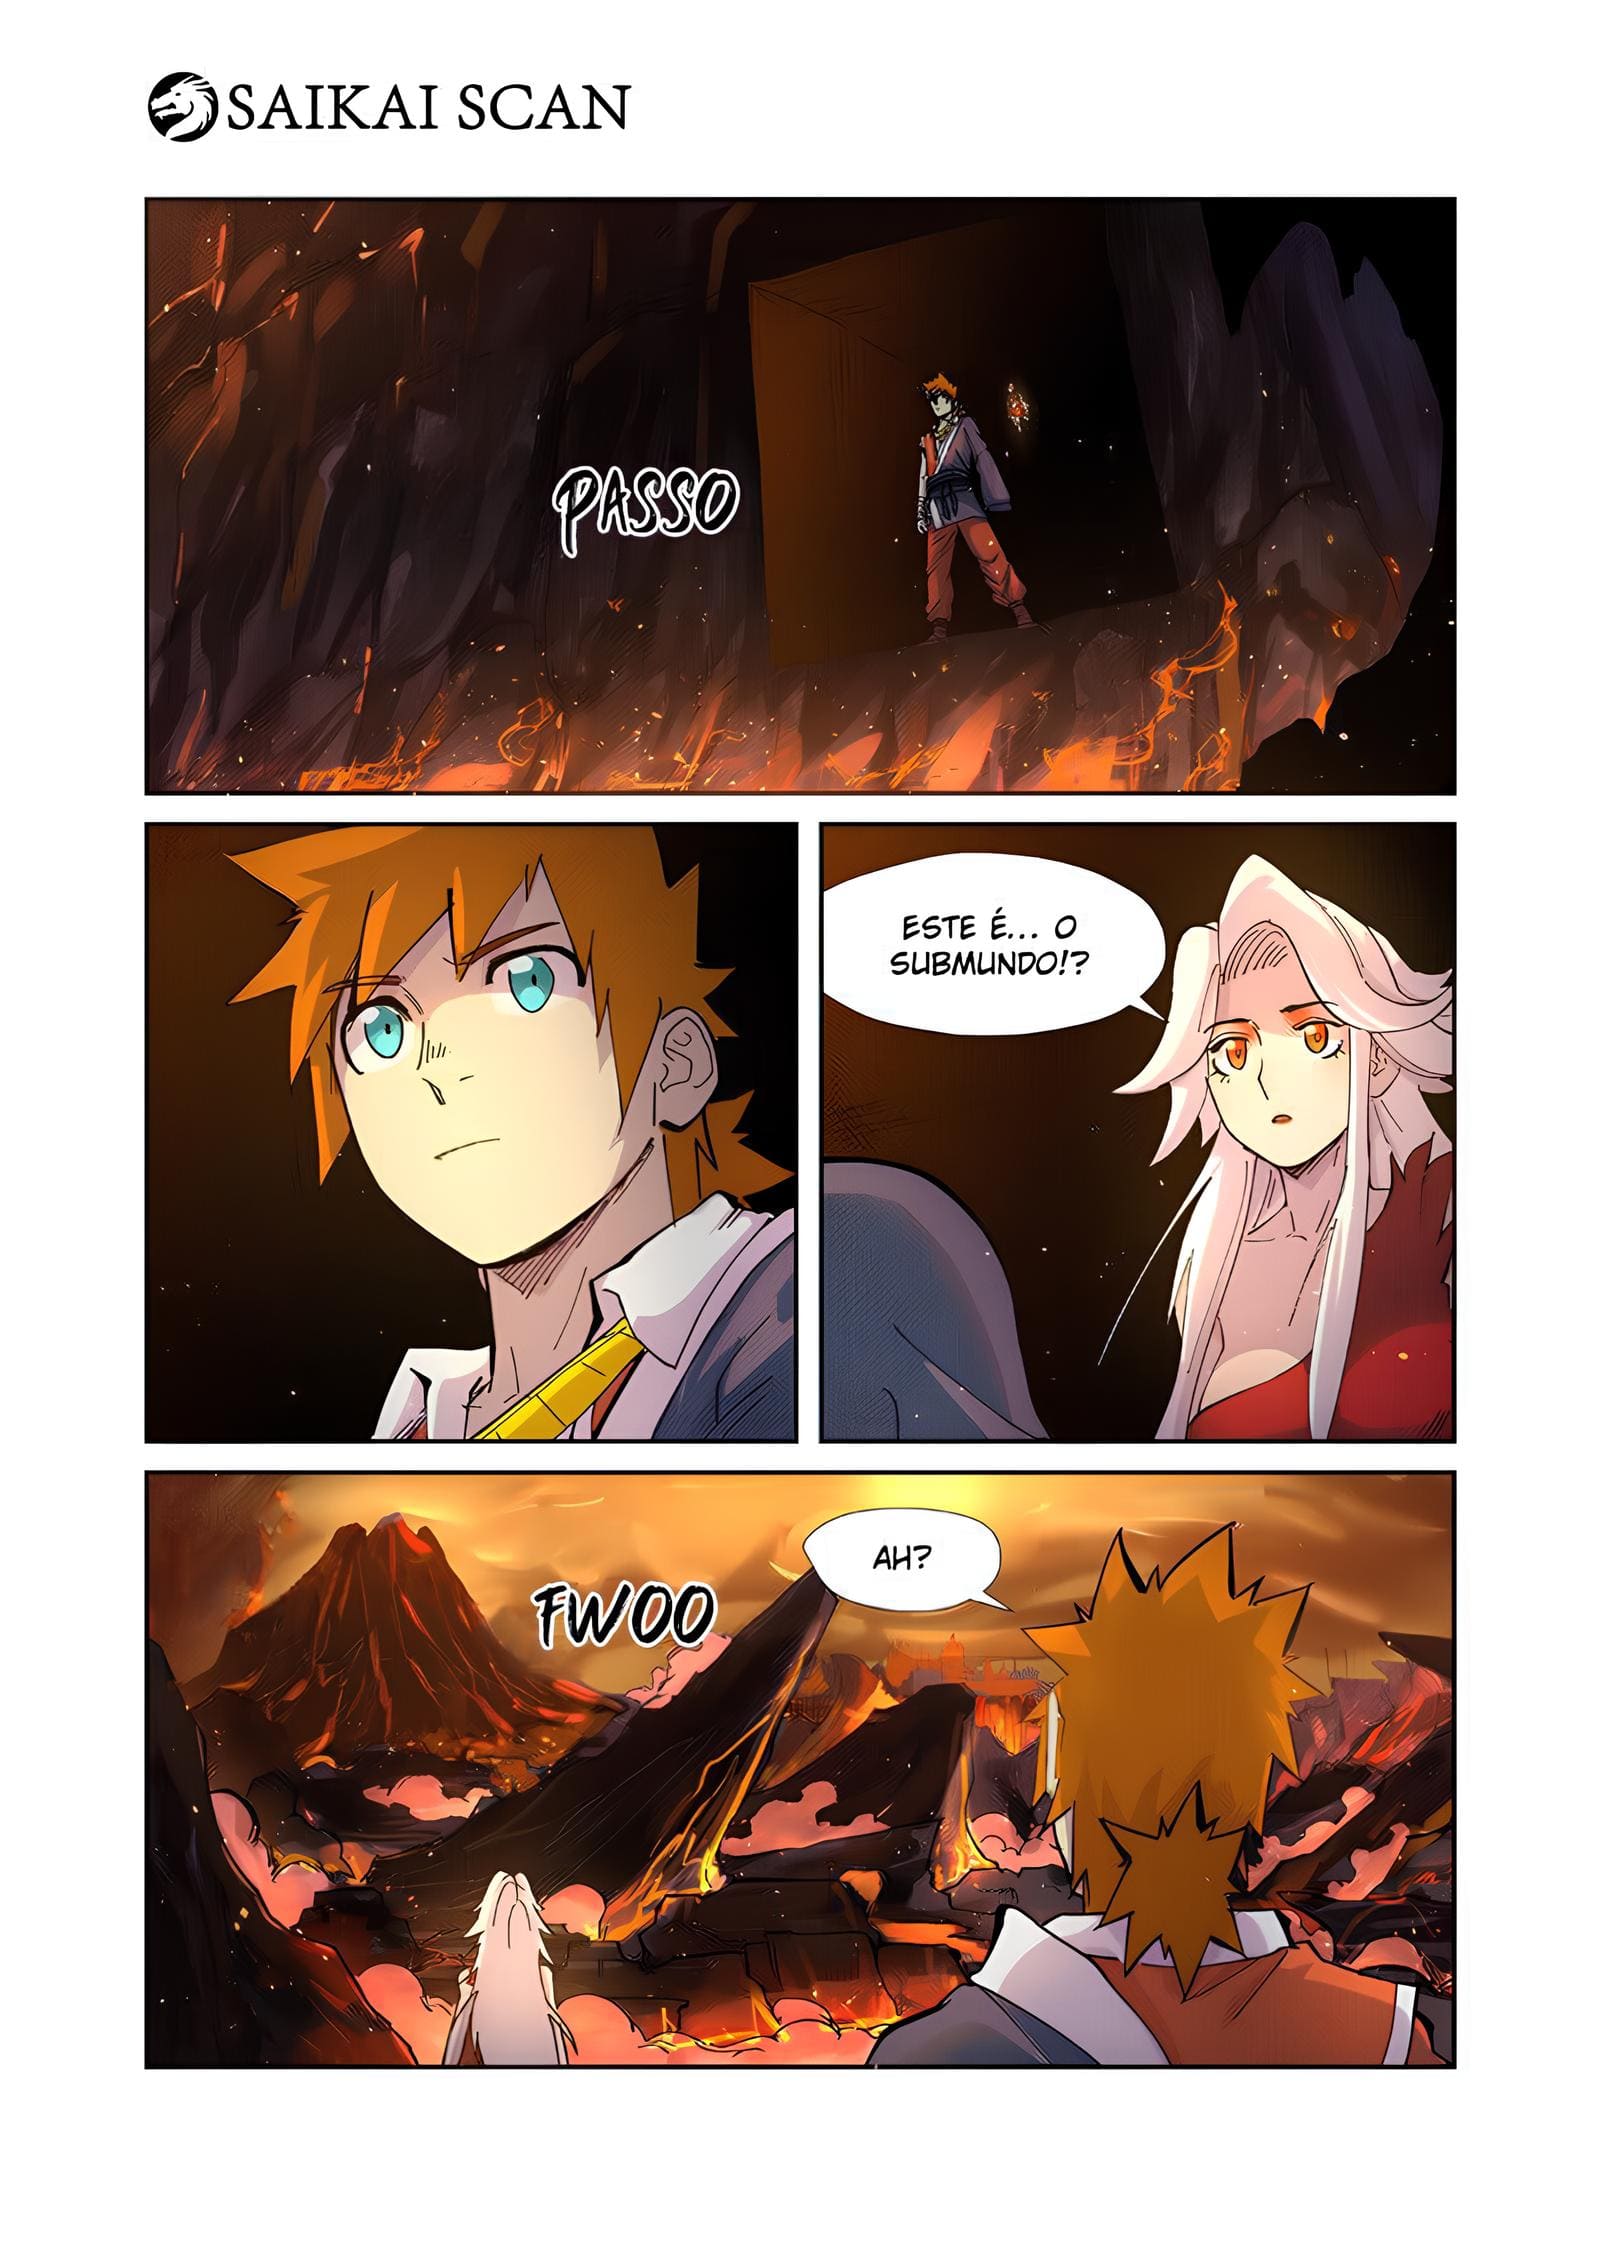 SAIKAI SCAN
PASSO
ESTE É... O
SUBMUNDO!?
AH?
FWOO